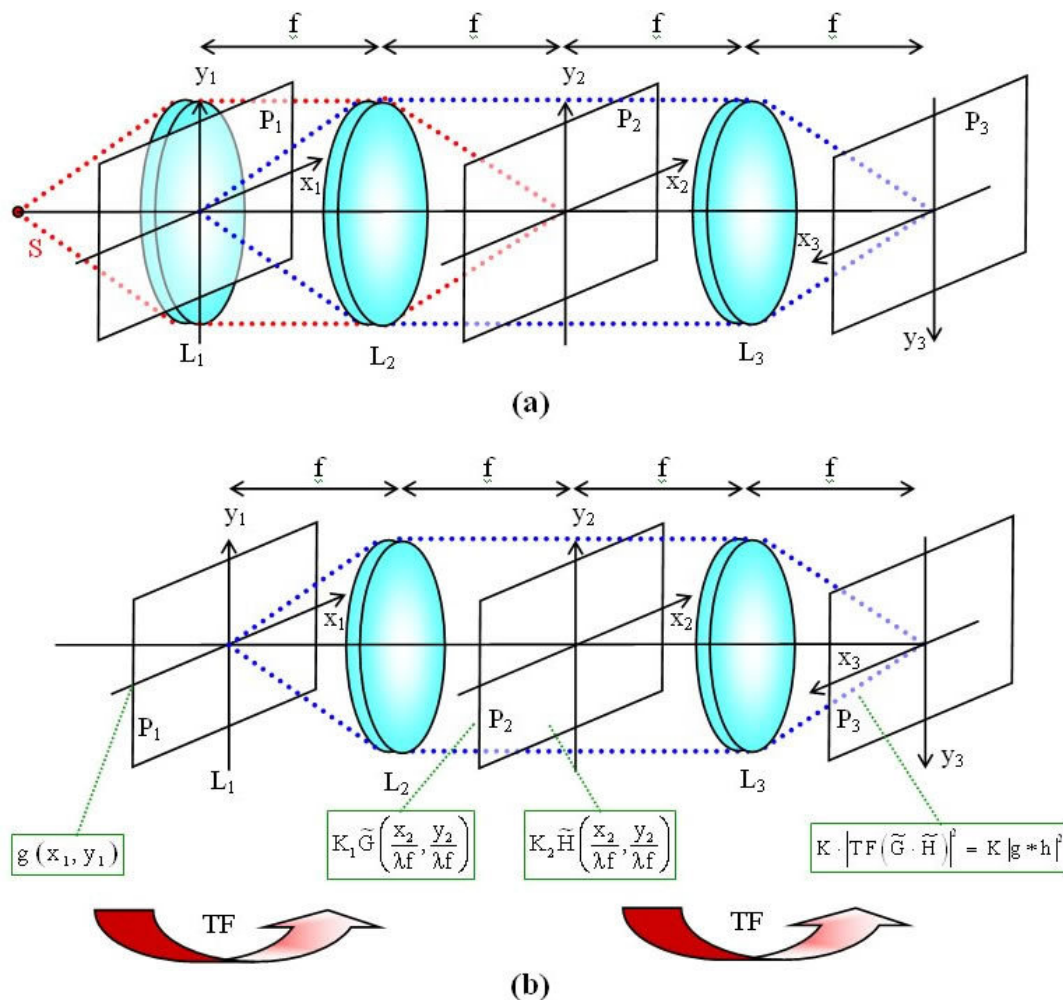 f f f f
y₁ y₂
P₁ P₂ P₃
x₁ x₂ x₃
S
L₁ L₂ L₃ y₃
(a)
f f f f
y₁ y₂
x₁ x₂ x₃
P₁ P₂ P₃
L₁ L₂ L₃ y₃
g(x₁, y₁) K₁G̃(x₂/λf, y₂/λf) K₂H̃(x₂/λf, y₂/λf) K·|TF(G̃·H̃)|² = K|g*h|²
TF TF
(b)